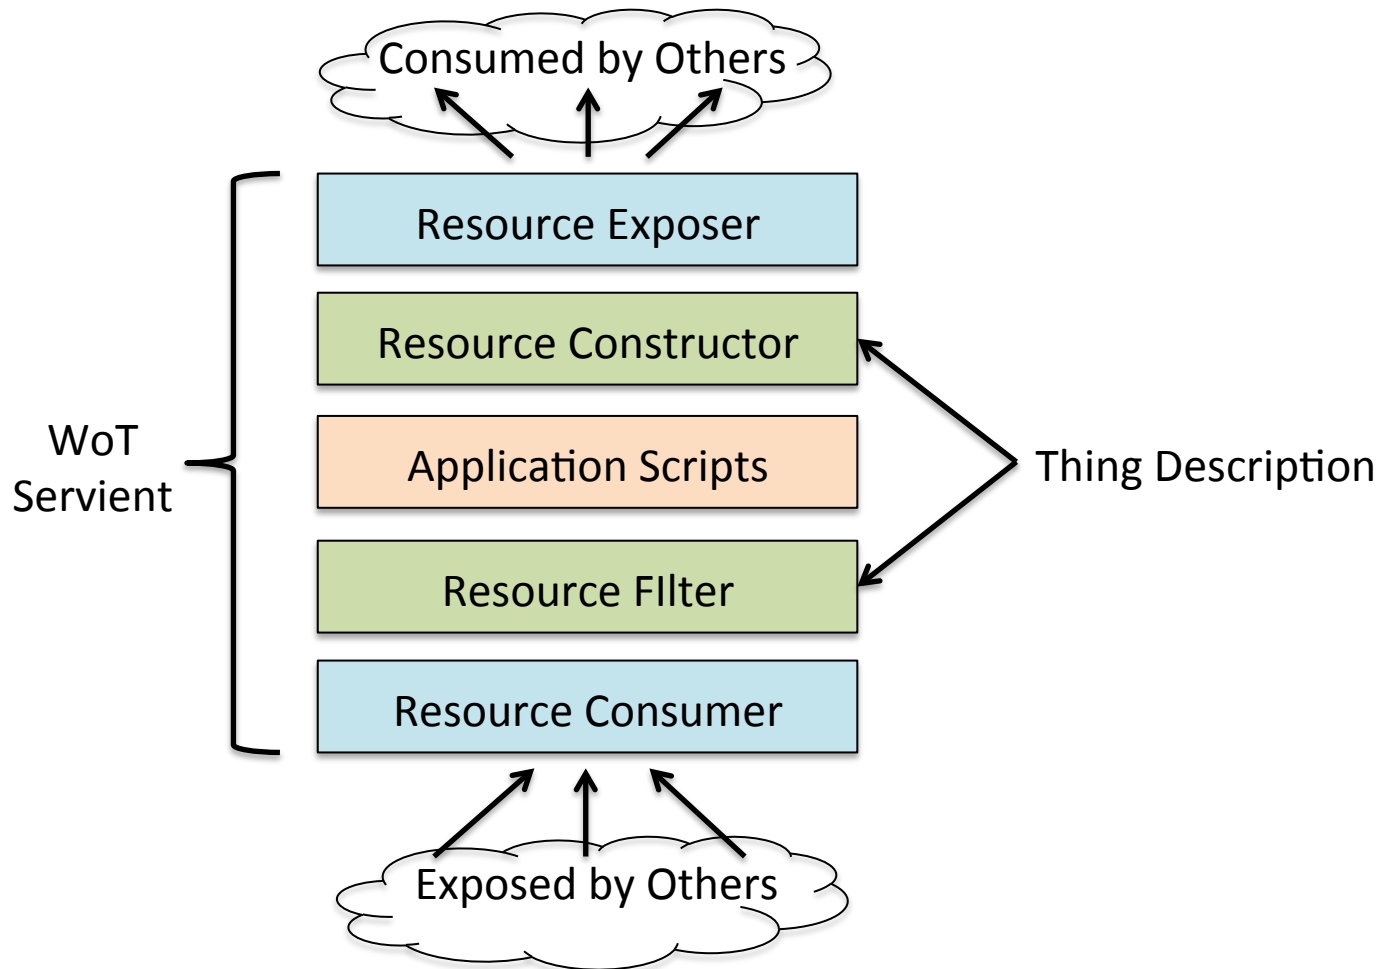 Consumed by Others
Resource Exposer
Resource Constructor
WoT
Servient
Application Scripts
Thing Description
Resource FIlter
Resource Consumer
Exposed by Others